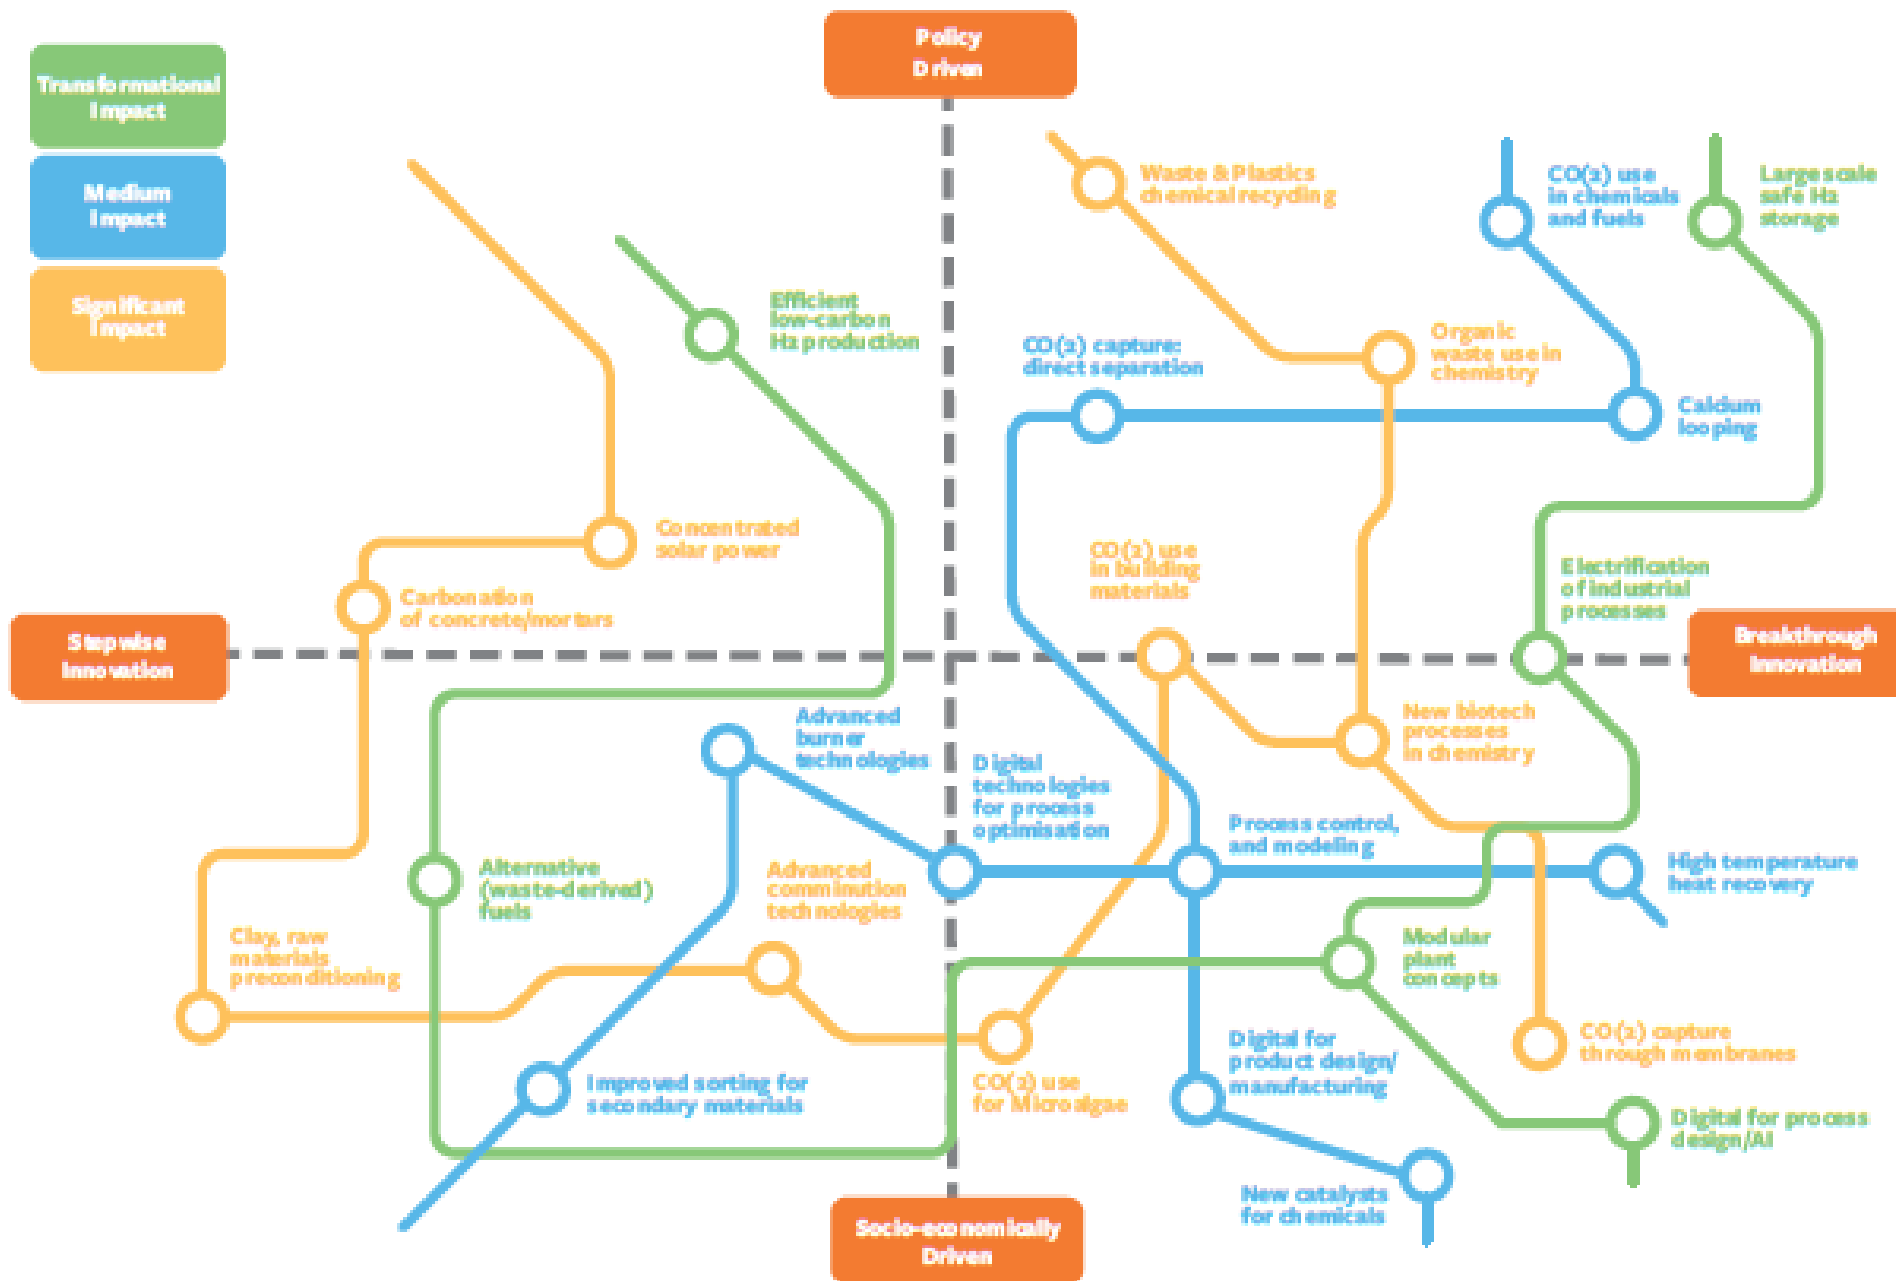 Policy
Driven
Transformational
Impact
Medium
Impact
Significant
Impact
Waste & Plastics
chemical recycling
CO(2) use
in chemicals
and fuels
Large scale
safe H2
storage
Efficient
low-carbon
H2 production
CO(2) capture:
direct separation
Organic
waste use in
chemistry
Calcium
looping
Concentrated
solar power
CO(2) use
in building
materials
Electrification
of industrial
processes
Carbonation
of concrete/mortars
Stepwise
Innovation
Breakthrough
Innovation
Advanced
burner
technologies
New biotech
processes
in chemistry
Digital
technologies
for process
optimisation
Process control,
and modeling
High temperature
heat recovery
Alternative
(waste-derived)
fuels
Advanced
comminution
technologies
Clay, raw
materials
preconditioning
Modular
plant
concepts
CO(2) capture
through membranes
Digital for
product design/
manufacturing
Improved sorting for
secondary materials
CO(2) use
for Microalgae
Digital for process
design/AI
New catalysts
for chemicals
Socio-economically
Driven